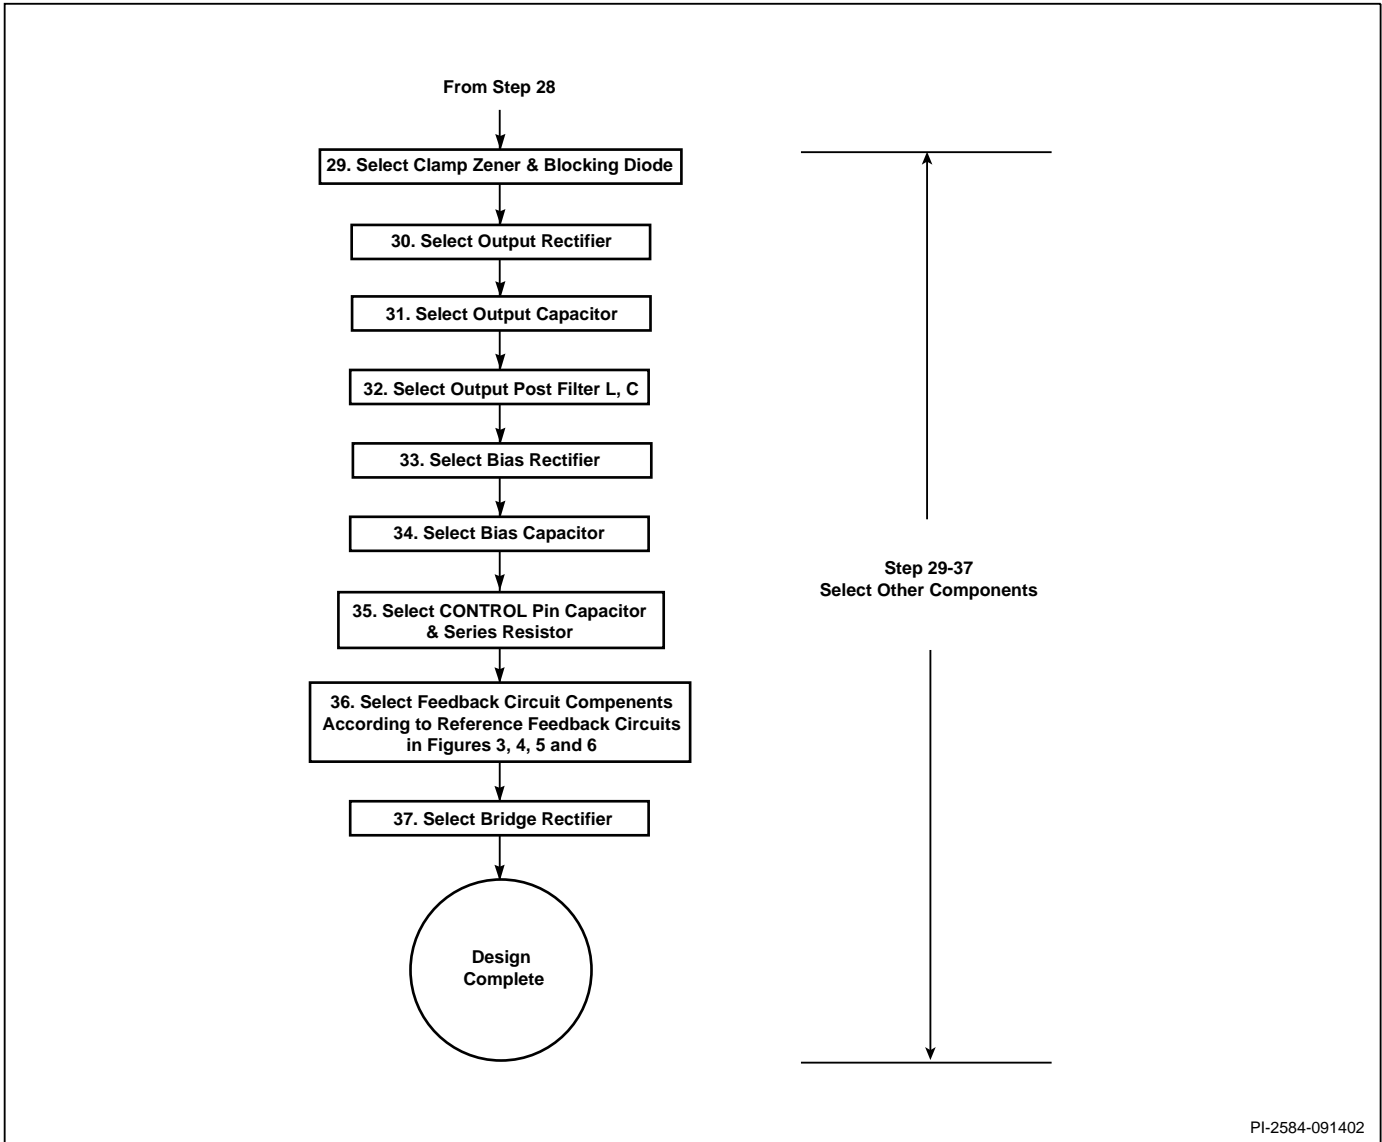 From Step 28
29. Select Clamp Zener & Blocking Diode
30. Select Output Rectifier
31. Select Output Capacitor
32. Select Output Post Filter L, C
33. Select Bias Rectifier
34. Select Bias Capacitor
35. Select CONTROL Pin Capacitor
& Series Resistor
36. Select Feedback Circuit Compenents
According to Reference Feedback Circuits
in Figures 3, 4, 5 and 6
37. Select Bridge Rectifier
Design
Complete
Step 29-37
Select Other Components
PI-2584-091402